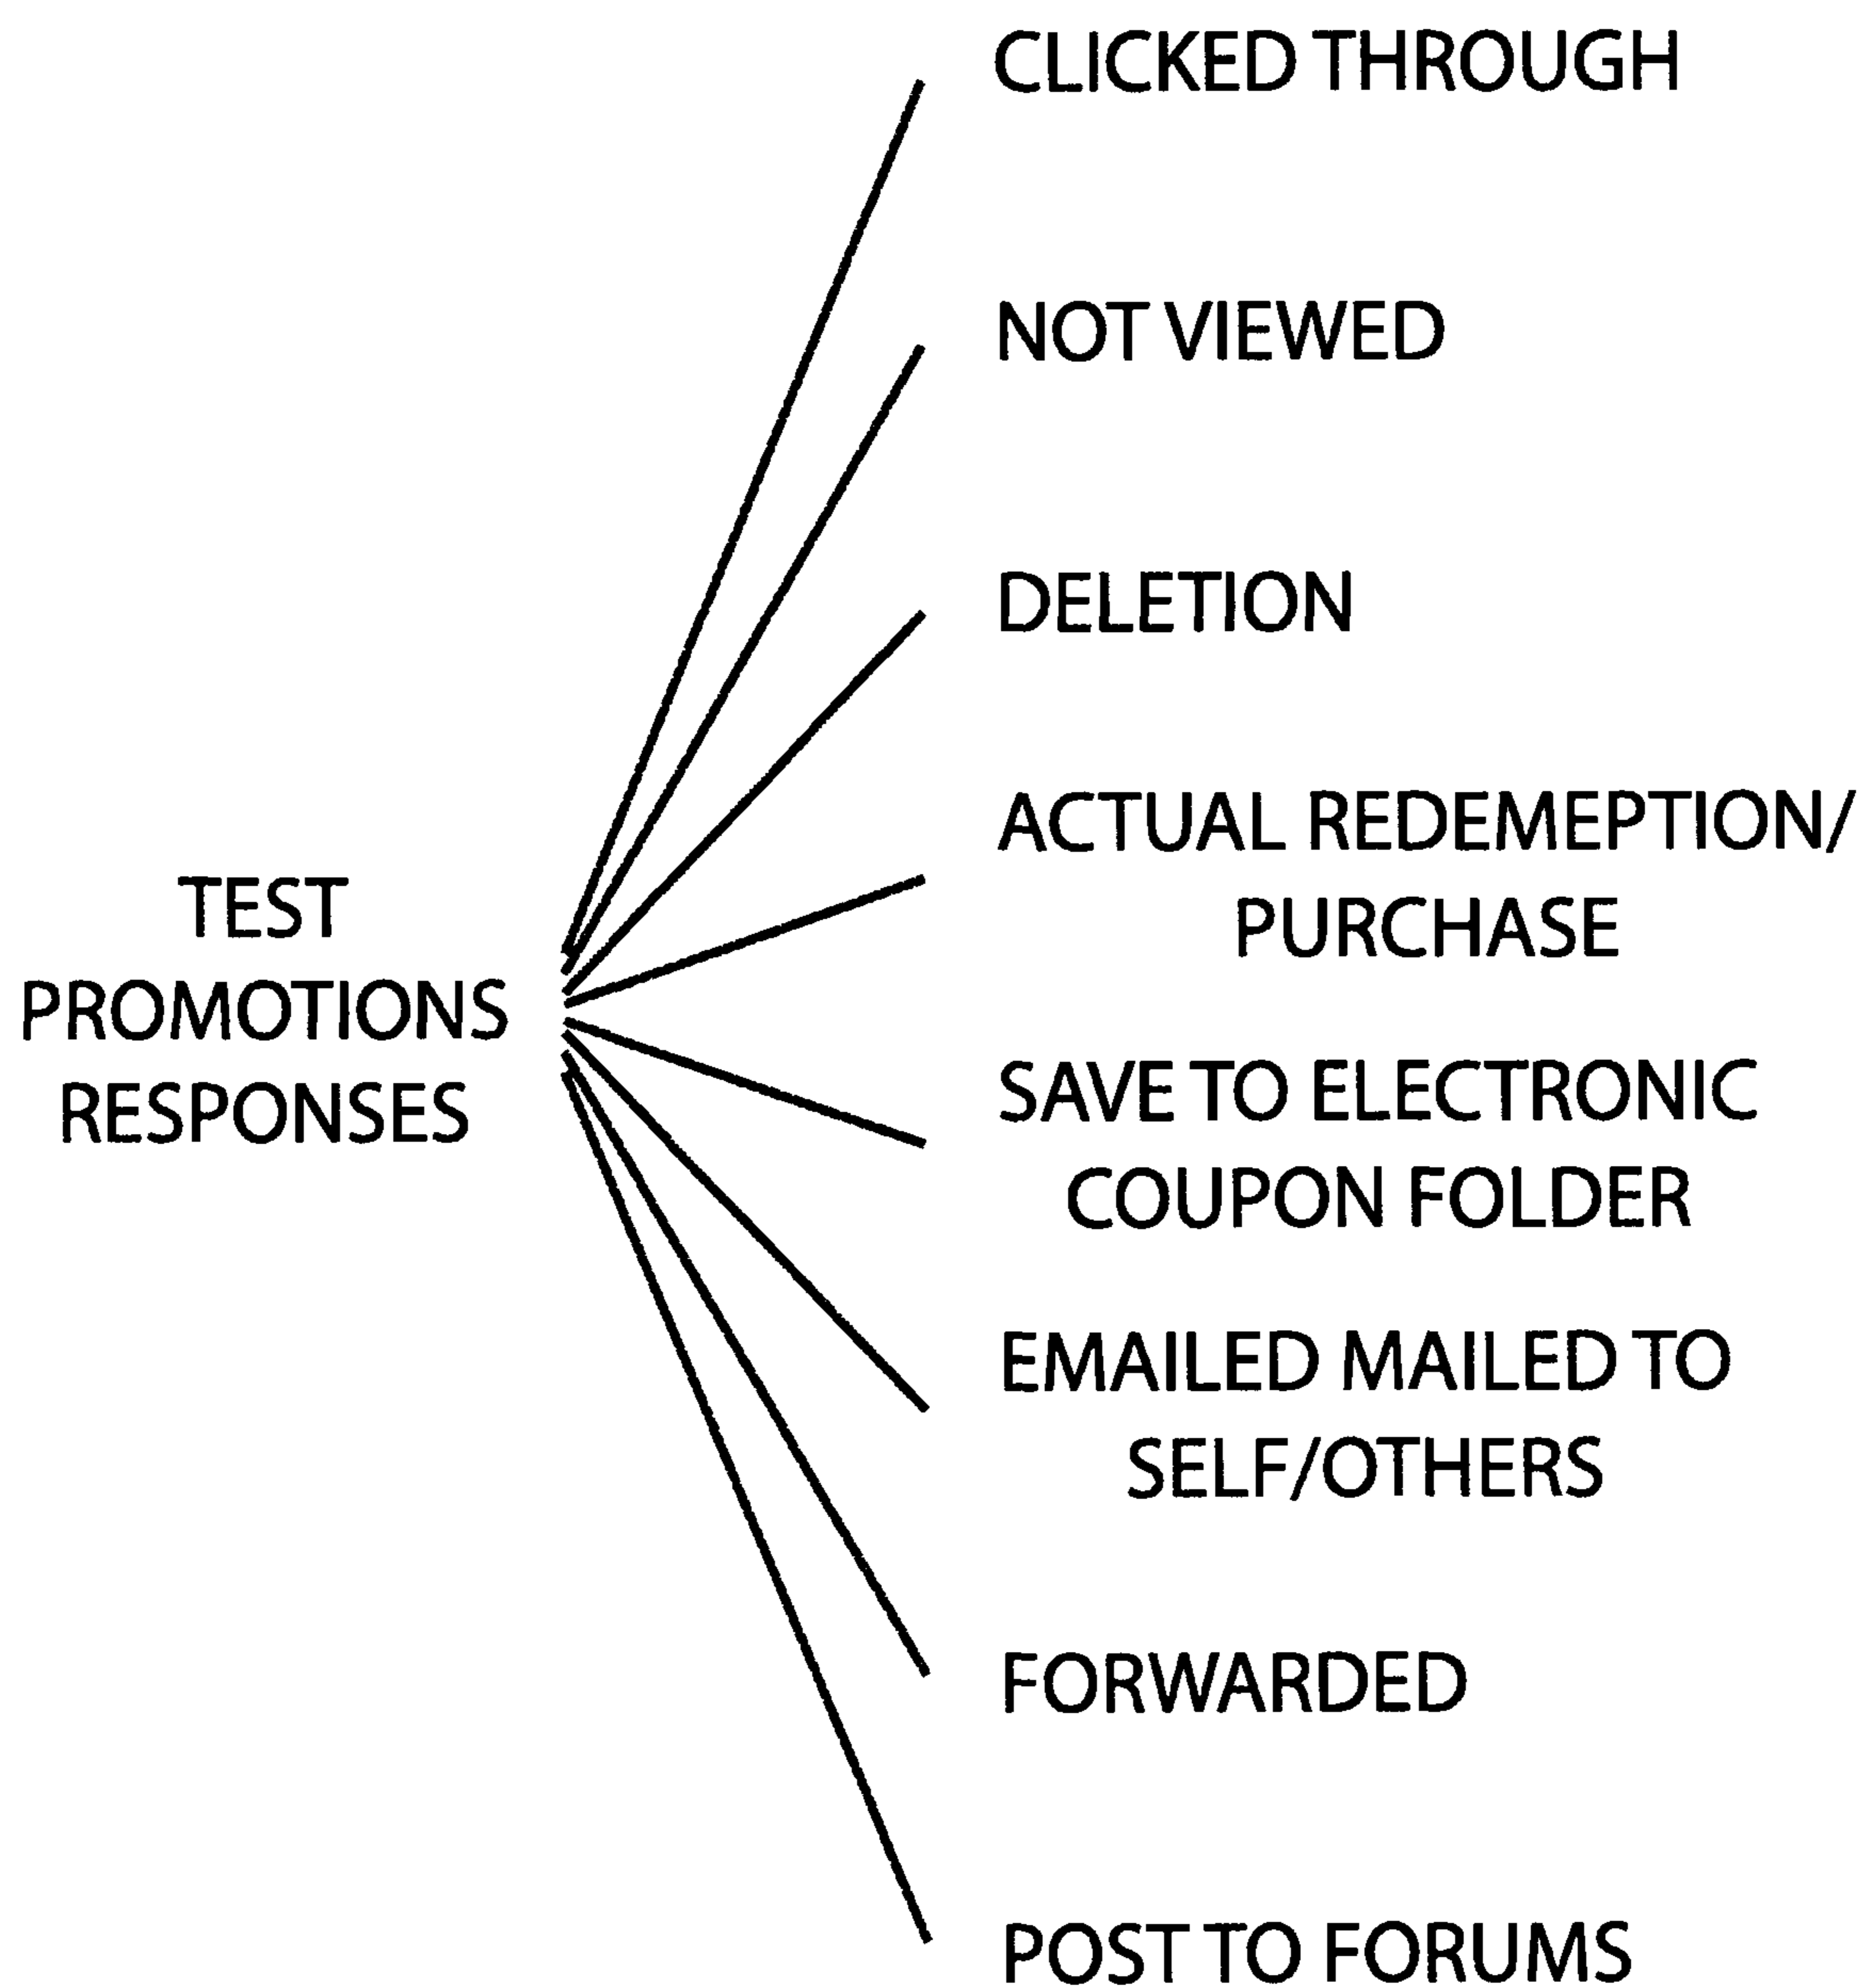 CLICKED THROUGH
NOT VIEWED
DELETION
ACTUAL REDEMEPTION/
PURCHASE
TEST
PROMOTIONS
RESPONSES
SAVE TO ELECTRONIC
COUPON FOLDER
EMAILED MAILED TO
SELF/OTHERS
FORWARDED
POST TO FORUMS